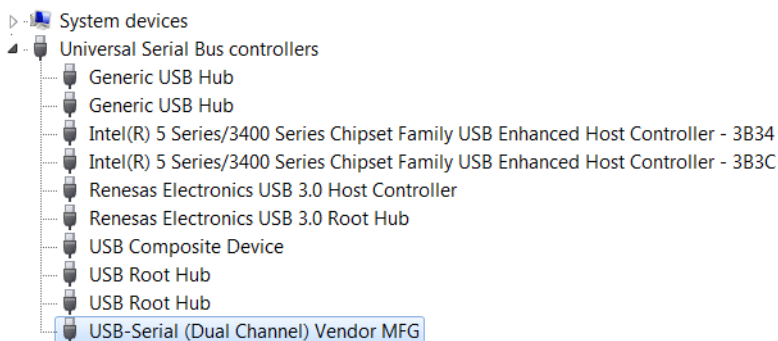 System devices
Universal Serial Bus controllers
Generic USB Hub
Generic USB Hub
Intel(R) 5 Series/3400 Series Chipset Family USB Enhanced Host Controller - 3B34
Intel(R) 5 Series/3400 Series Chipset Family USB Enhanced Host Controller - 3B3C
Renesas Electronics USB 3.0 Host Controller
Renesas Electronics USB 3.0 Root Hub
USB Composite Device
USB Root Hub
USB Root Hub
USB-Serial (Dual Channel) Vendor MFG